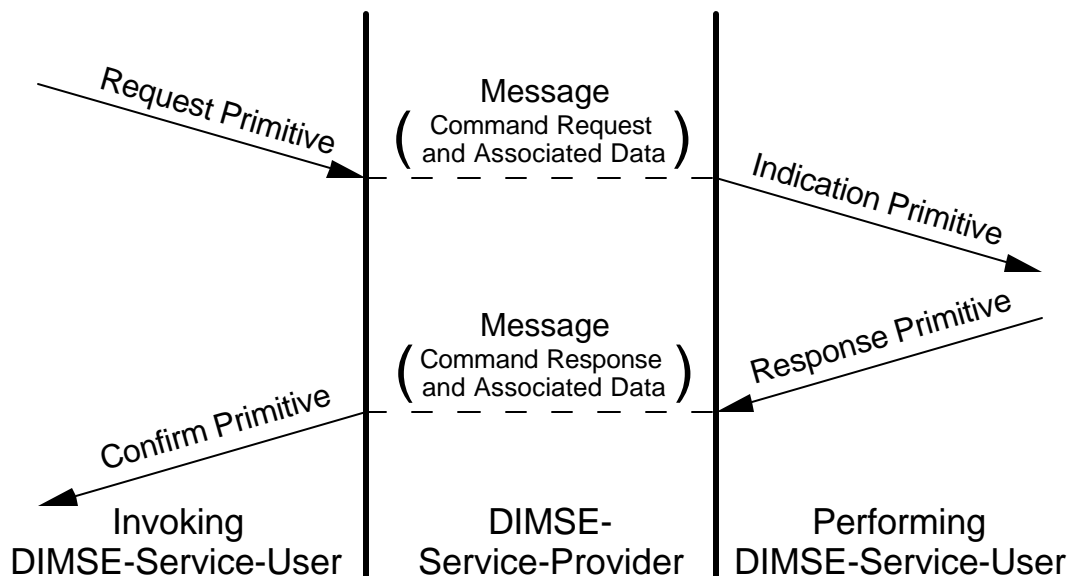 Request Primitive
Message
( Command Request
and Associated Data )
Indication Primitive
Message
( Command Response
and Associated Data )
Response Primitive
Confirm Primitive
Invoking
DIMSE-Service-User
DIMSE-
Service-Provider
Performing
DIMSE-Service-User